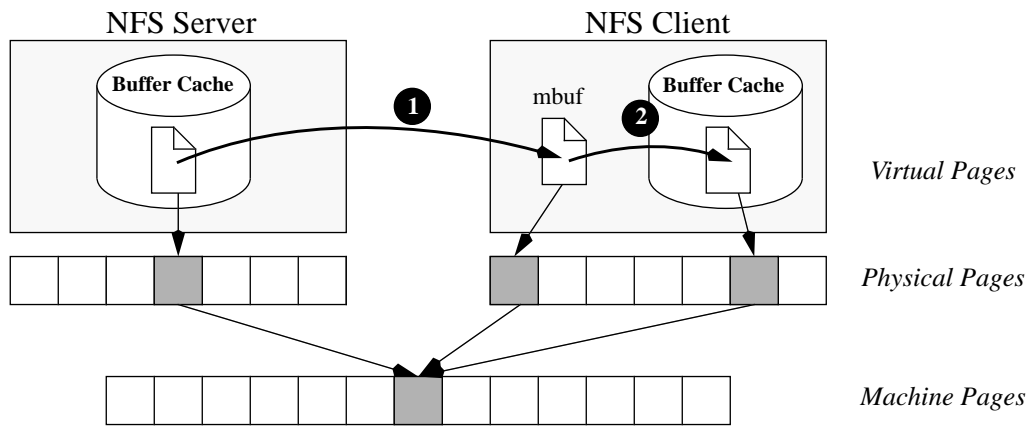 NFS Server
NFS Client
Buffer Cache
1
mbuf
2
Buffer Cache
Virtual Pages
Physical Pages
Machine Pages